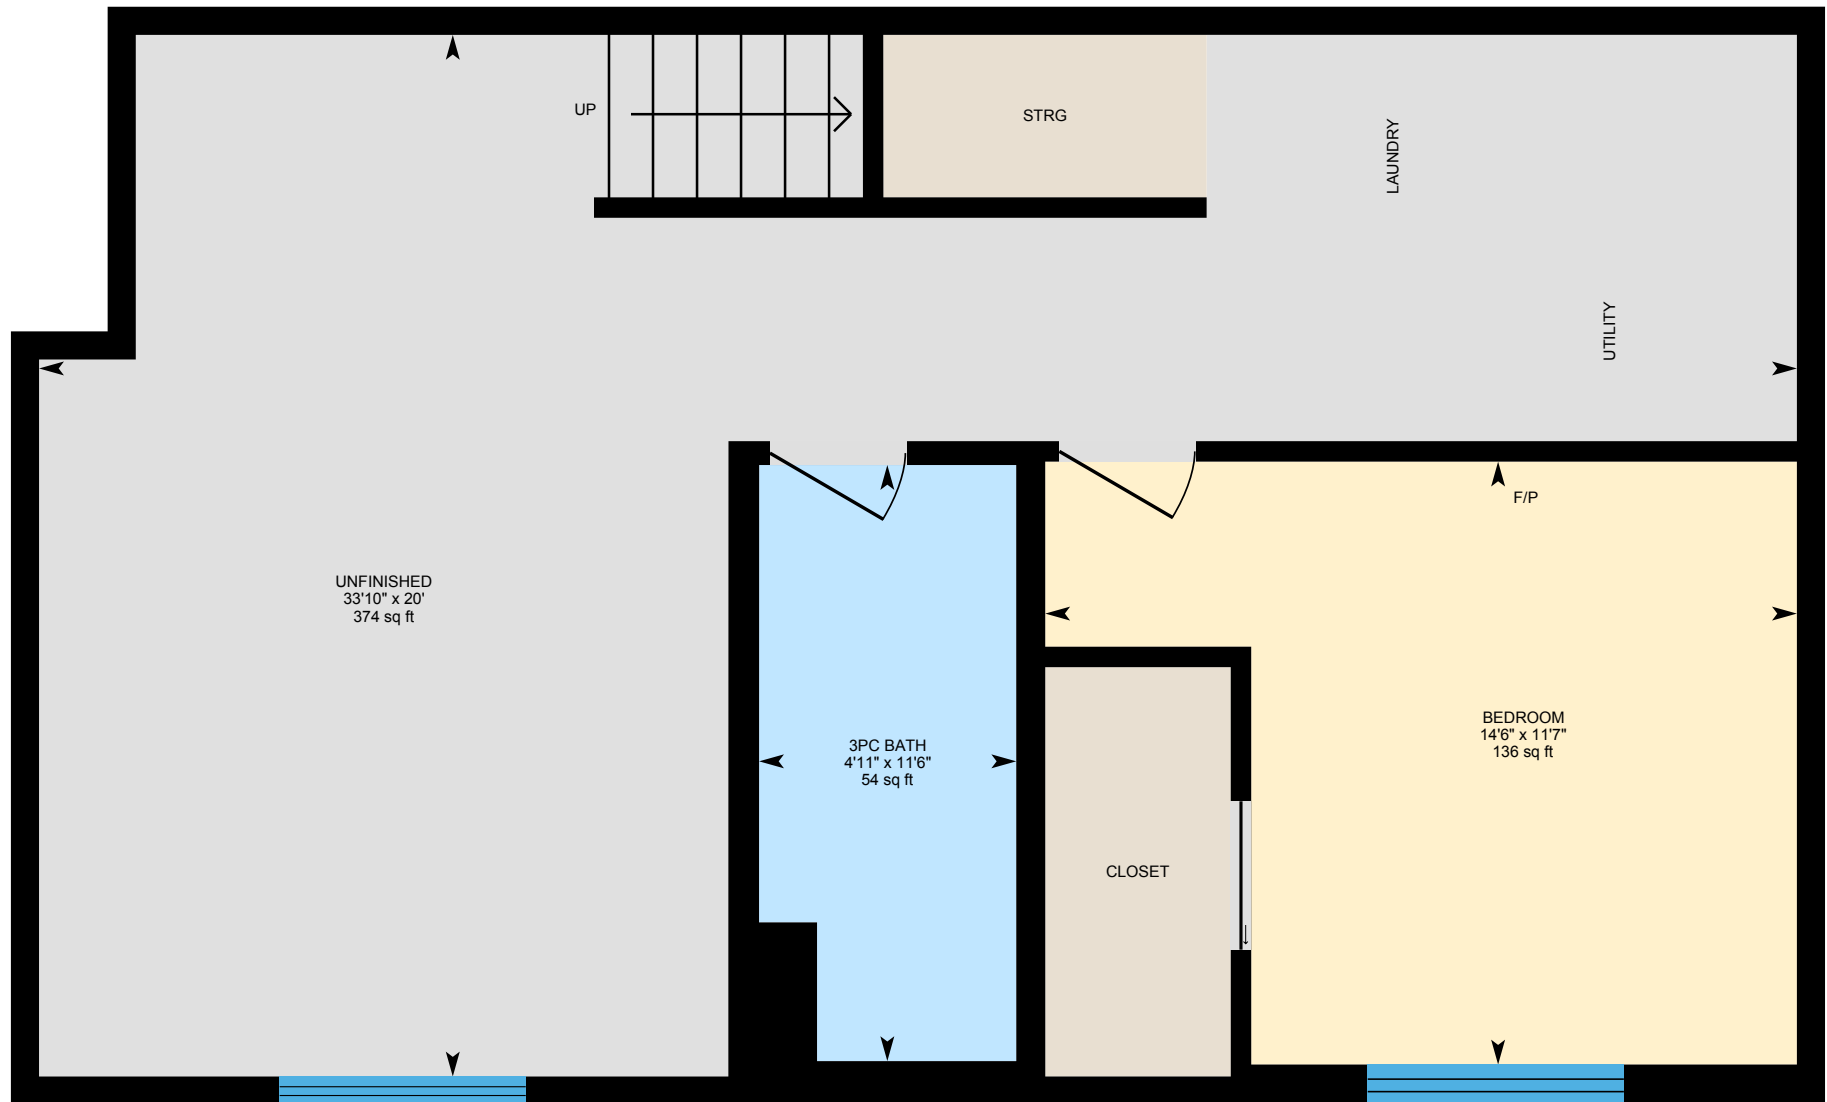 UP
STRG
LAUNDRY
UTILITY
F/P
UNFINISHED
33'10" x 20'
374 sq ft
3PC BATH
4'11" x 11'6"
54 sq ft
BEDROOM
14'6" x 11'7"
136 sq ft
CLOSET